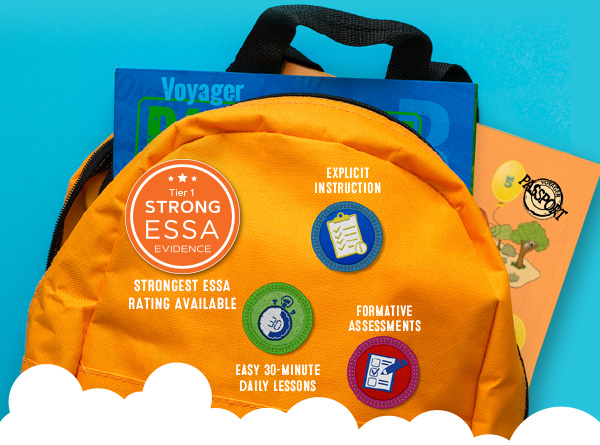 Voyager
PASSPORT
5
Tier 1
STRONG
ESSA
EVIDENCE
STRONGEST ESSA
RATING AVAILABLE
EXPLICIT
INSTRUCTION
30
EASY 30-MINUTE
DAILY LESSONS
FORMATIVE
ASSESSMENTS